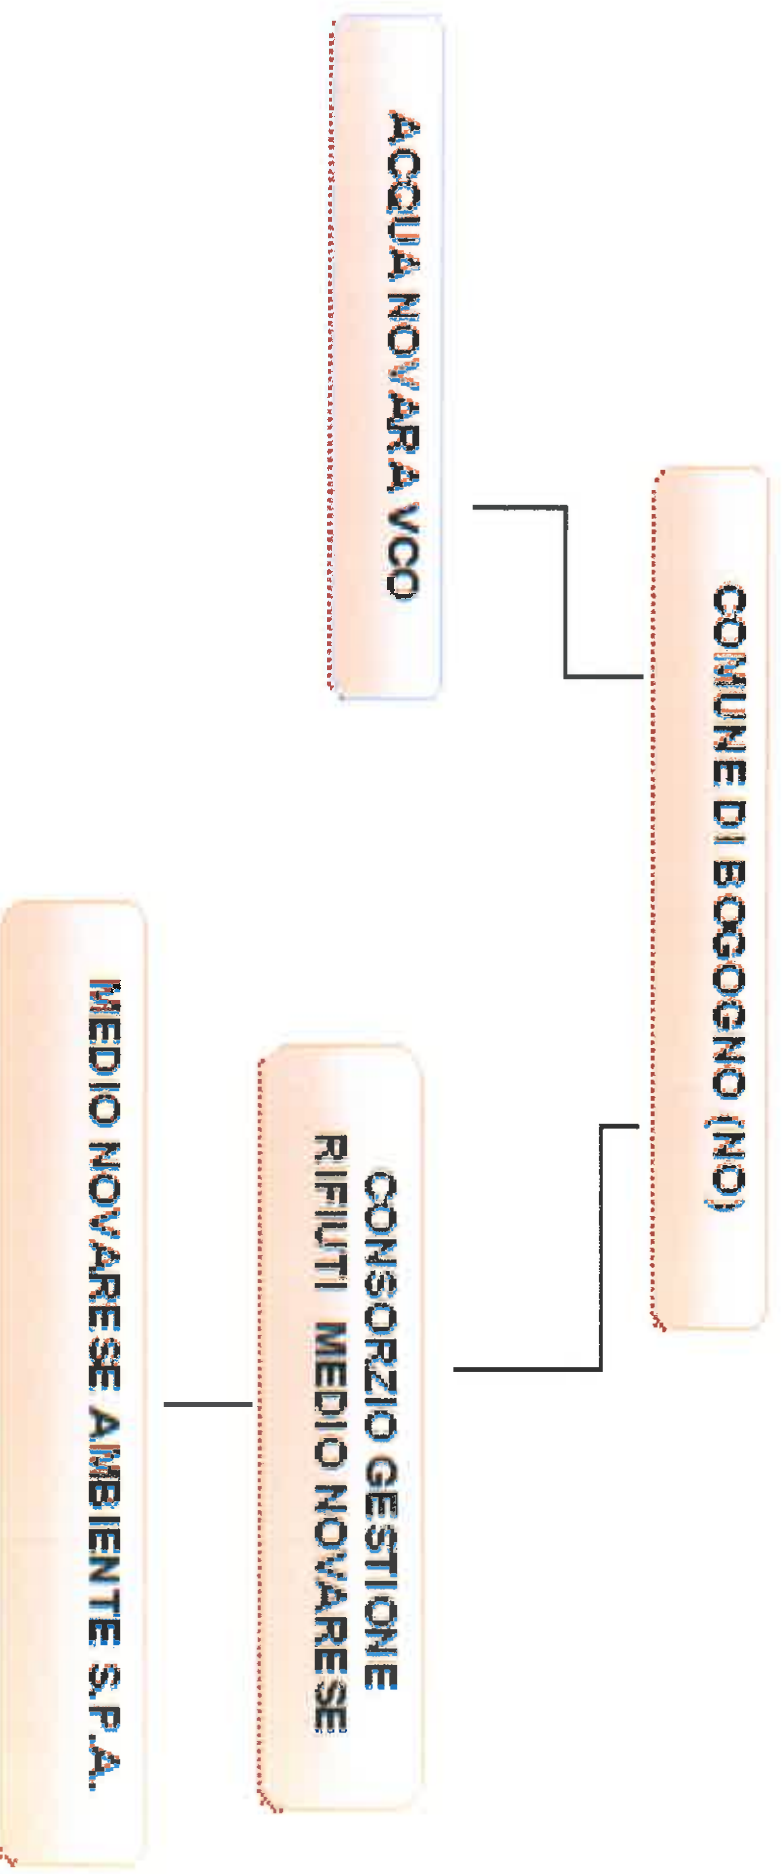 COMUNE DI BOGOGNO (NO)
ACQUA NOVARA VCO
CONSORZIO GESTIONE
RIFIUTI MEDIO NOVARESE
MEDIO NOVARESE AMBIENTE S.P.A.